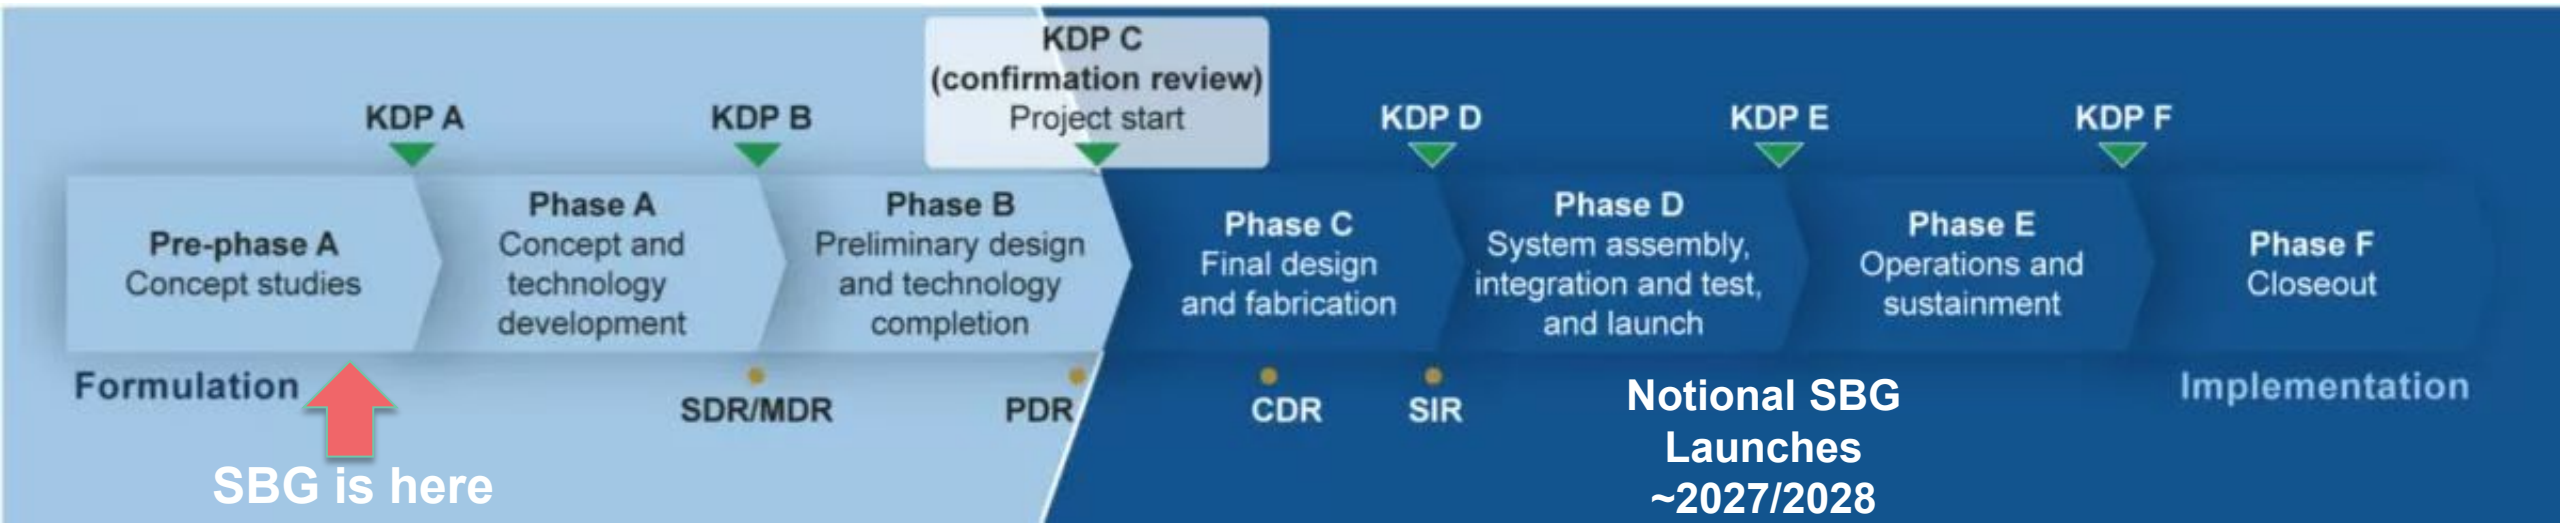 KDP A
KDP B
KDP C
(confirmation review)
Project start
KDP D
KDP E
KDP F
Pre-phase A
Concept studies
Phase A
Concept and
technology
development
Phase B
Preliminary design
and technology
completion
Phase C
Final design
and fabrication
Phase D
System assembly,
integration and test,
and launch
Phase E
Operations and
sustainment
Phase F
Closeout
Formulation
SDR/MDR
PDR
CDR
SIR
Implementation
SBG is here
Notional SBG
Launches
~2027/2028